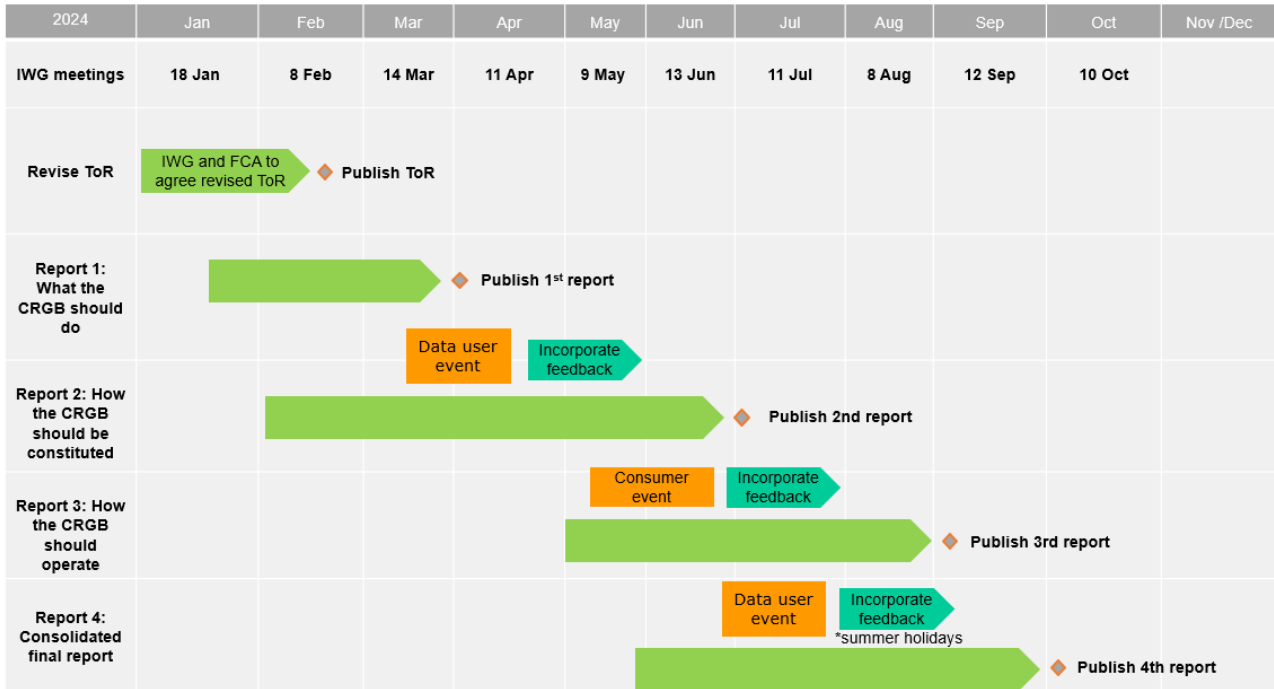 2024 Jan Feb Mar Apr May Jun Jul Aug Sep Oct Nov /Dec
IWG meetings 18 Jan 8 Feb 14 Mar 11 Apr 9 May 13 Jun 11 Jul 8 Aug 12 Sep 10 Oct
Revise ToR
IWG and FCA to
agree revised ToR
Publish ToR
Report 1:
What the
CRGB should
do
Publish 1st report
Data user
event
Incorporate
feedback
Report 2: How
the CRGB
should be
constituted
Publish 2nd report
Consumer
event
Incorporate
feedback
Report 3: How
the CRGB
should
operate
Publish 3rd report
Data user
event
Incorporate
feedback
*summer holidays
Report 4:
Consolidated
final report
Publish 4th report